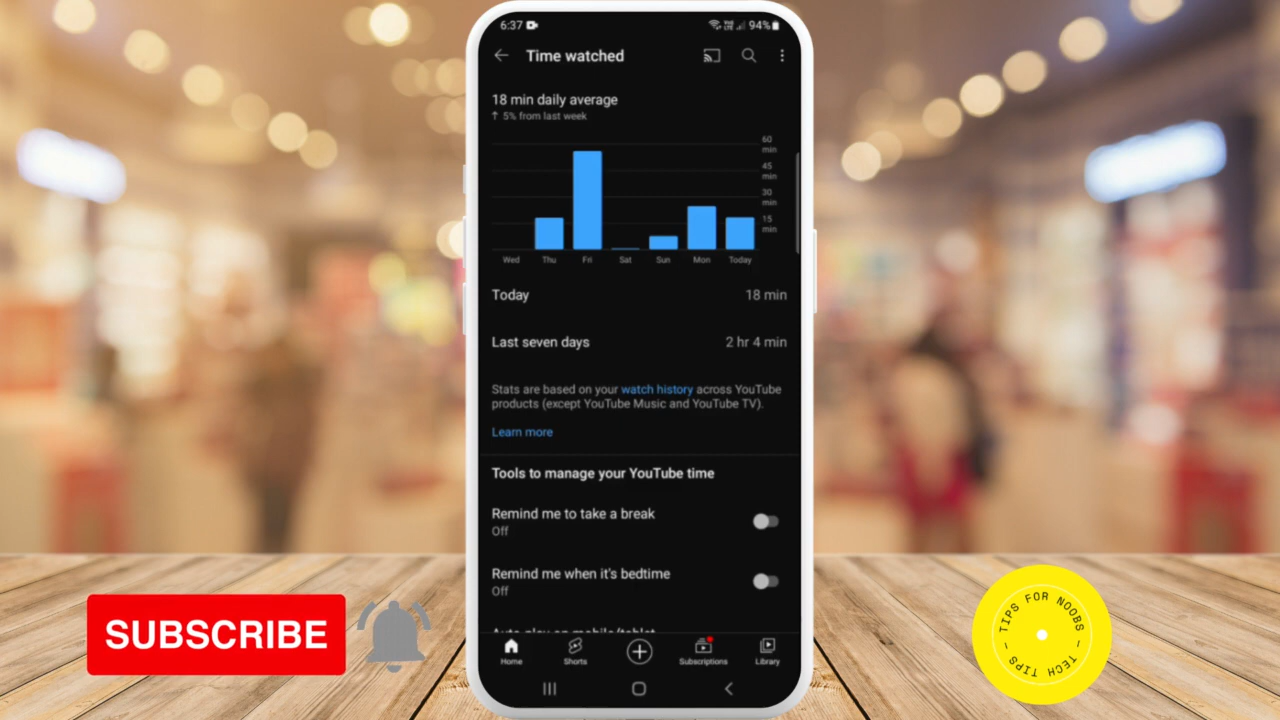 6:37
94%
Time watched
18 min daily average
↑ 5% from last week
60
min
45
min
30
min
15
min
Wed Thu Fri Sat Sun Mon Today
Today 18 min
Last seven days 2 hr 4 min
Stats are based on your watch history across YouTube
products (except YouTube Music and YouTube TV).
Learn more
Tools to manage your YouTube time
Remind me to take a break
Off
Remind me when it's bedtime
Off
Home Shorts Subscriptions Library
SUBSCRIBE
TIPS FOR NOOBS – TECH TIPS –